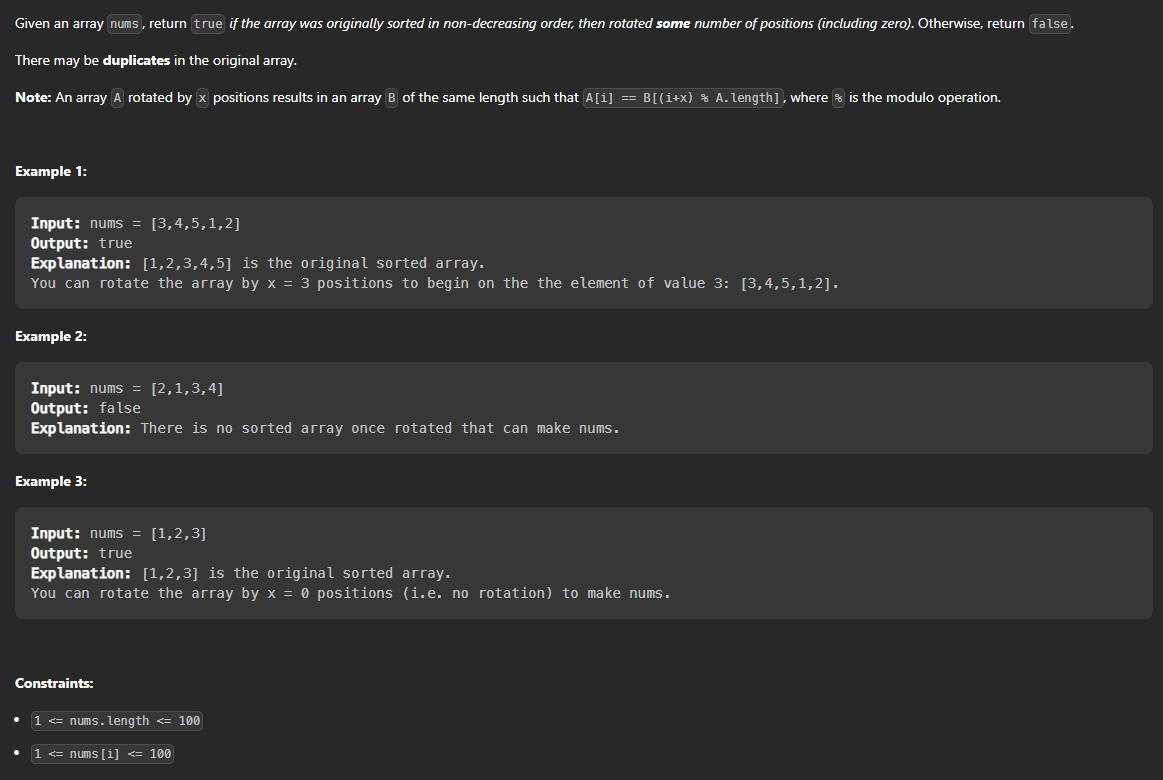 Given an array nums, return true if the array was originally sorted in non-decreasing order, then rotated some number of positions (including zero). Otherwise, return false.
There may be duplicates in the original array.
Note: An array A rotated by x positions results in an array B of the same length such that A[i] == B[(i+x) % A.length], where % is the modulo operation.
Example 1:
Input: nums = [3,4,5,1,2]
Output: true
Explanation: [1,2,3,4,5] is the original sorted array.
You can rotate the array by x = 3 positions to begin on the the element of value 3: [3,4,5,1,2].
Example 2:
Input: nums = [2,1,3,4]
Output: false
Explanation: There is no sorted array once rotated that can make nums.
Example 3:
Input: nums = [1,2,3]
Output: true
Explanation: [1,2,3] is the original sorted array.
You can rotate the array by x = 0 positions (i.e. no rotation) to make nums.
Constraints:
• 1 <= nums.length <= 100
• 1 <= nums[i] <= 100